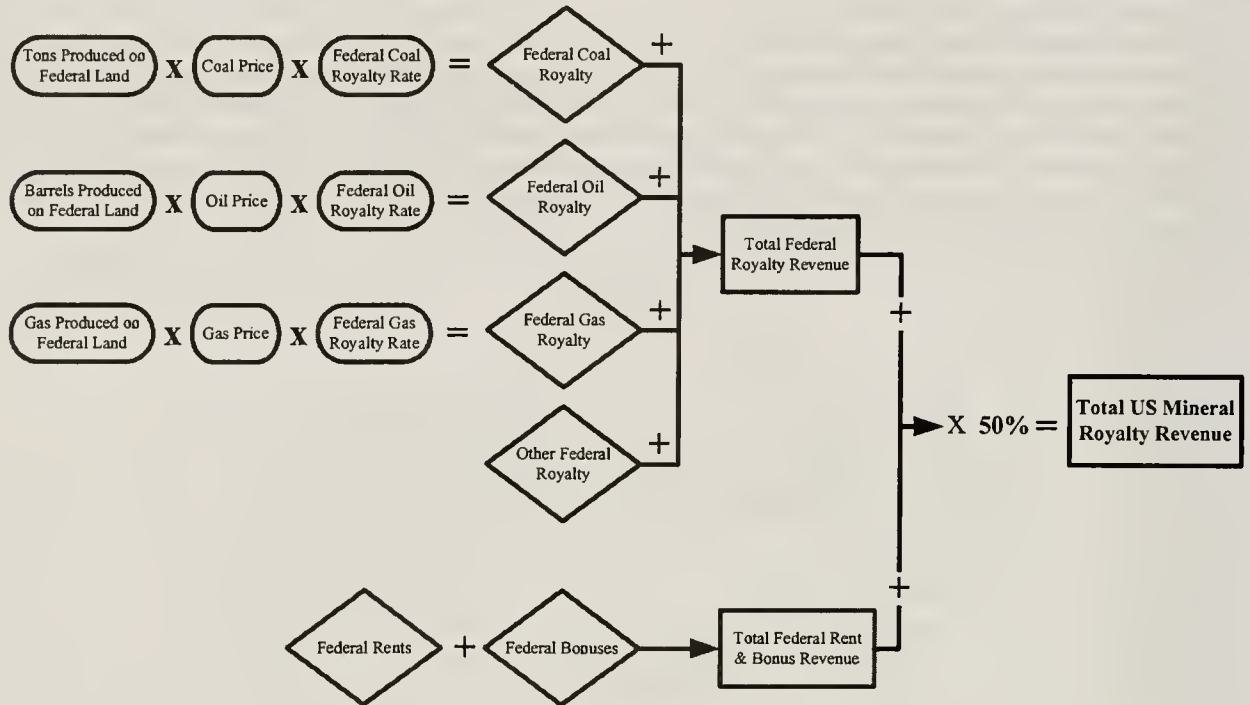 Tons Produced on
Federal Land
X
Coal Price
X
Federal Coal
Royalty Rate
=
Federal Coal
Royalty
+
Barrels Produced
on Federal Land
X
Oil Price
X
Federal Oil
Royalty Rate
=
Federal Oil
Royalty
+
Total Federal
Royalty Revenue
+
Gas Produced on
Federal Land
X
Gas Price
X
Federal Gas
Royalty Rate
=
Federal Gas
Royalty
+
Other Federal
Royalty
+
X 50% =
Total US Mineral
Royalty Revenue
Federal Rents
+
Federal Bonuses
Total Federal Rent
& Bonus Revenue
+